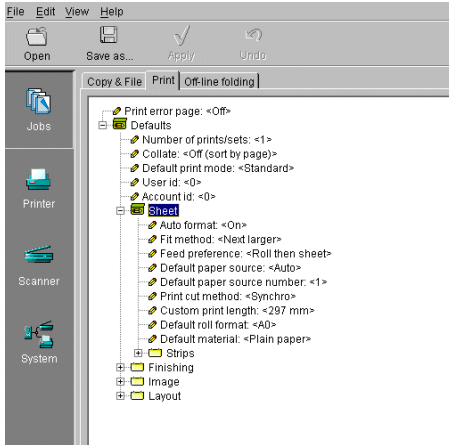 File Edit View Help
Open Save as... Apply Undo
Copy & File Print Off-line folding
Jobs
Printer
Scanner
System
Print error page: <Off>
Defaults
Number of prints/sets: <1>
Collate: <Off (sort by page)>
Default print mode: <Standard>
User id: <0>
Account id: <0>
Sheet
Auto format: <On>
Fit method: <Next larger>
Feed preference: <Roll then sheet>
Default paper source: <Auto>
Default paper source number: <1>
Print cut method: <Synchro>
Custom print length: <297 mm>
Default roll format: <A0>
Default material: <Plain paper>
Strips
Finishing
Image
Layout